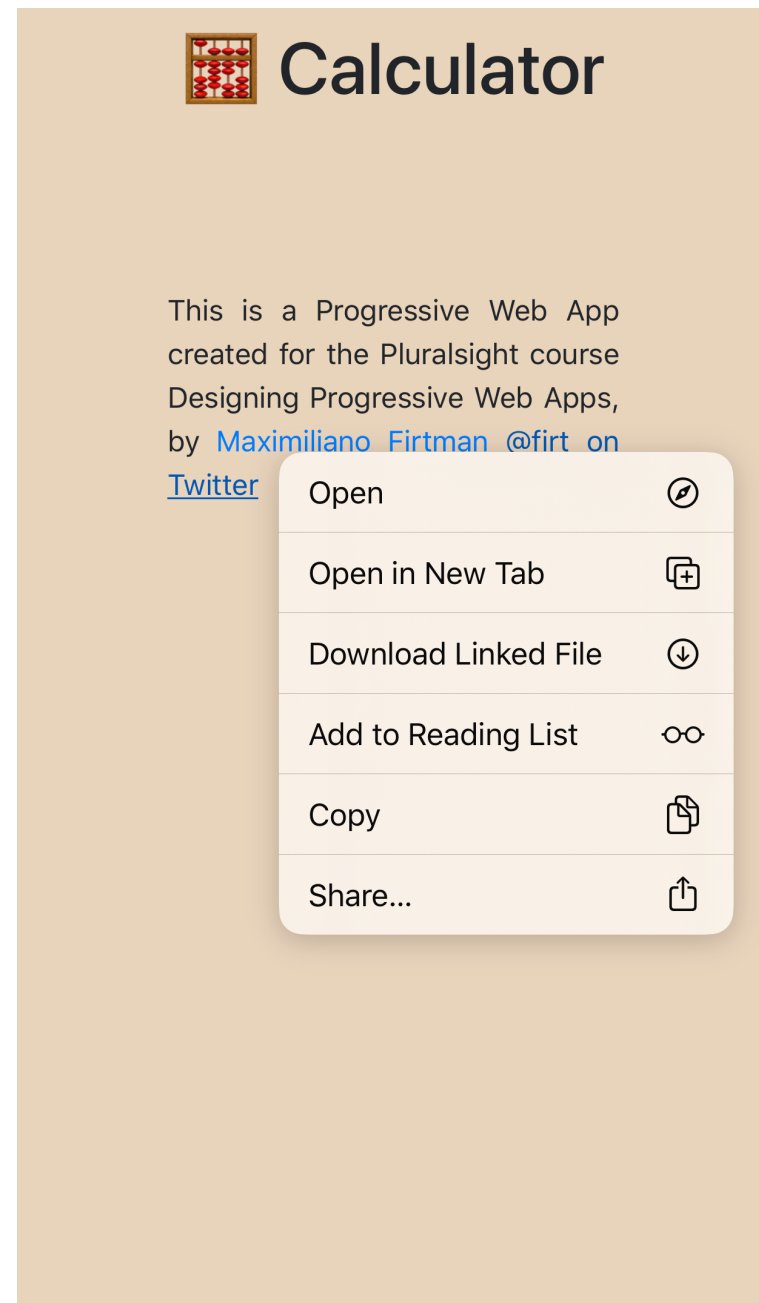 Calculator
This is a Progressive Web App
created for the Pluralsight course
Designing Progressive Web Apps,
by Maximiliano Firtman @firt on
Twitter
Open
Open in New Tab
Download Linked File
Add to Reading List
Copy
Share...